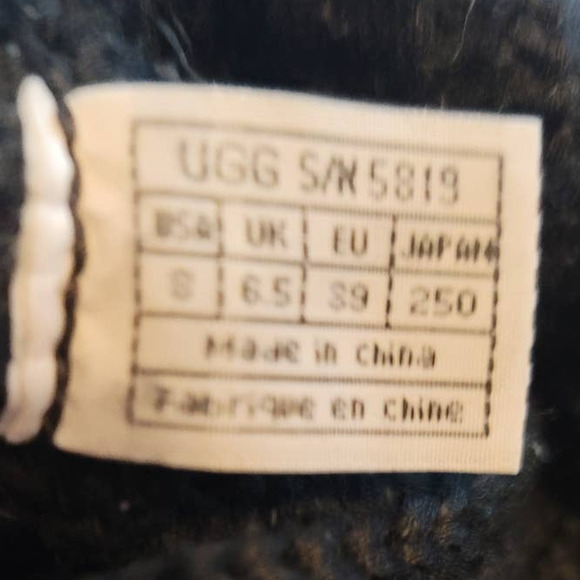 UGG S/N 5819
USA UK EU JAPAN
8 6.5 39 250
Made in China
Fabrique en Chine